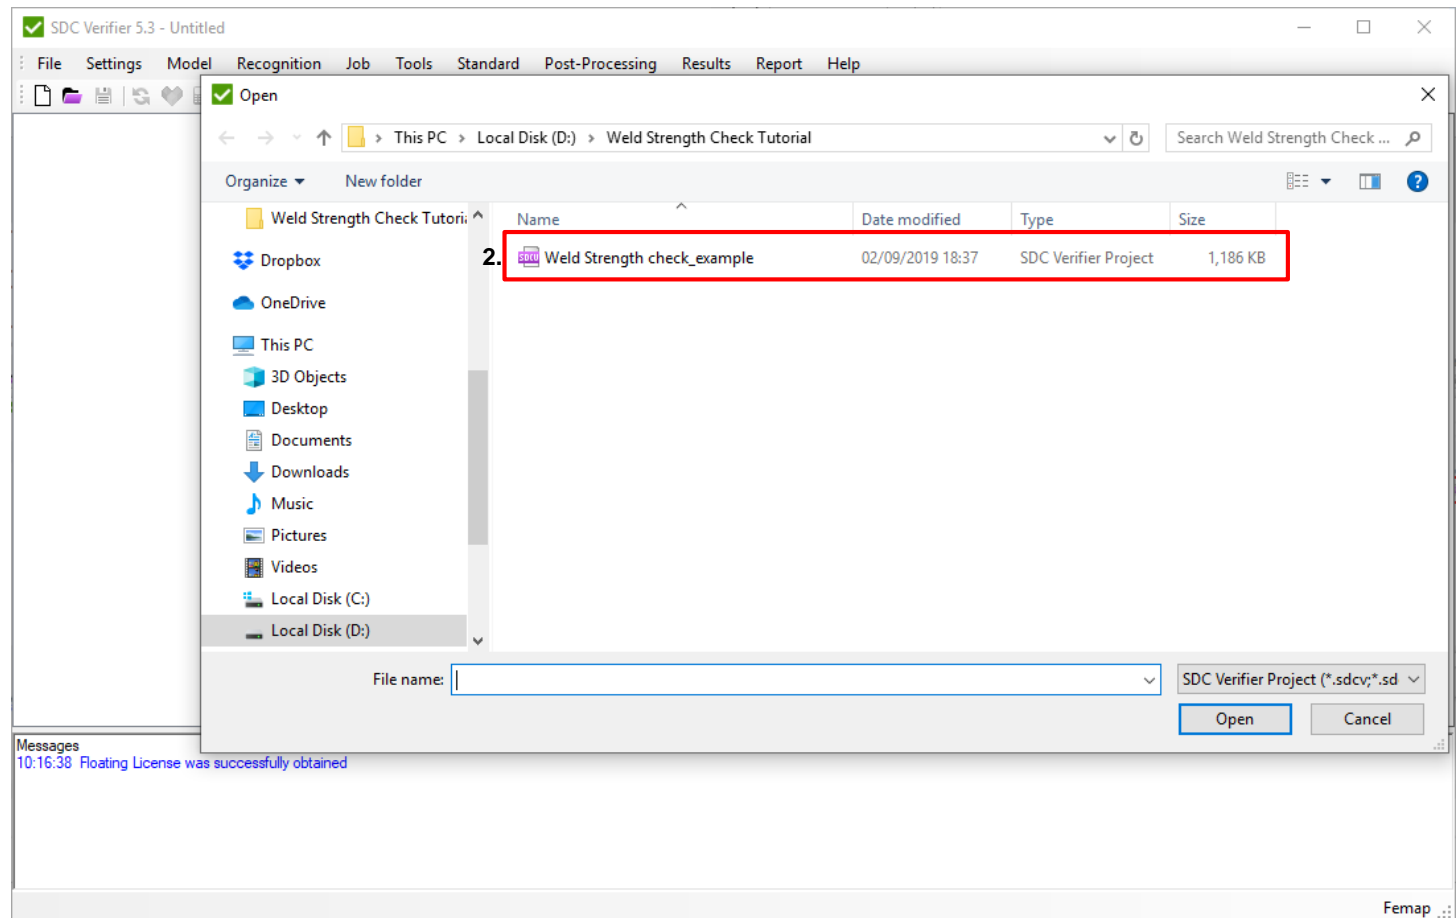 SDC Verifier 5.3 - Untitled
File Settings Model Recognition Job Tools Standard Post-Processing Results Report Help
Open
This PC > Local Disk (D:) > Weld Strength Check Tutorial
Search Weld Strength Check ...
Organize New folder
Weld Strength Check Tutori
Name Date modified Type Size
2. Weld Strength check_example 02/09/2019 18:37 SDC Verifier Project 1,186 KB
Dropbox
OneDrive
This PC
3D Objects
Desktop
Documents
Downloads
Music
Pictures
Videos
Local Disk (C:)
Local Disk (D:)
File name:
SDC Verifier Project (*.sdcv;*.sd
Open Cancel
Messages
10:16:38 Floating License was successfully obtained
Femap